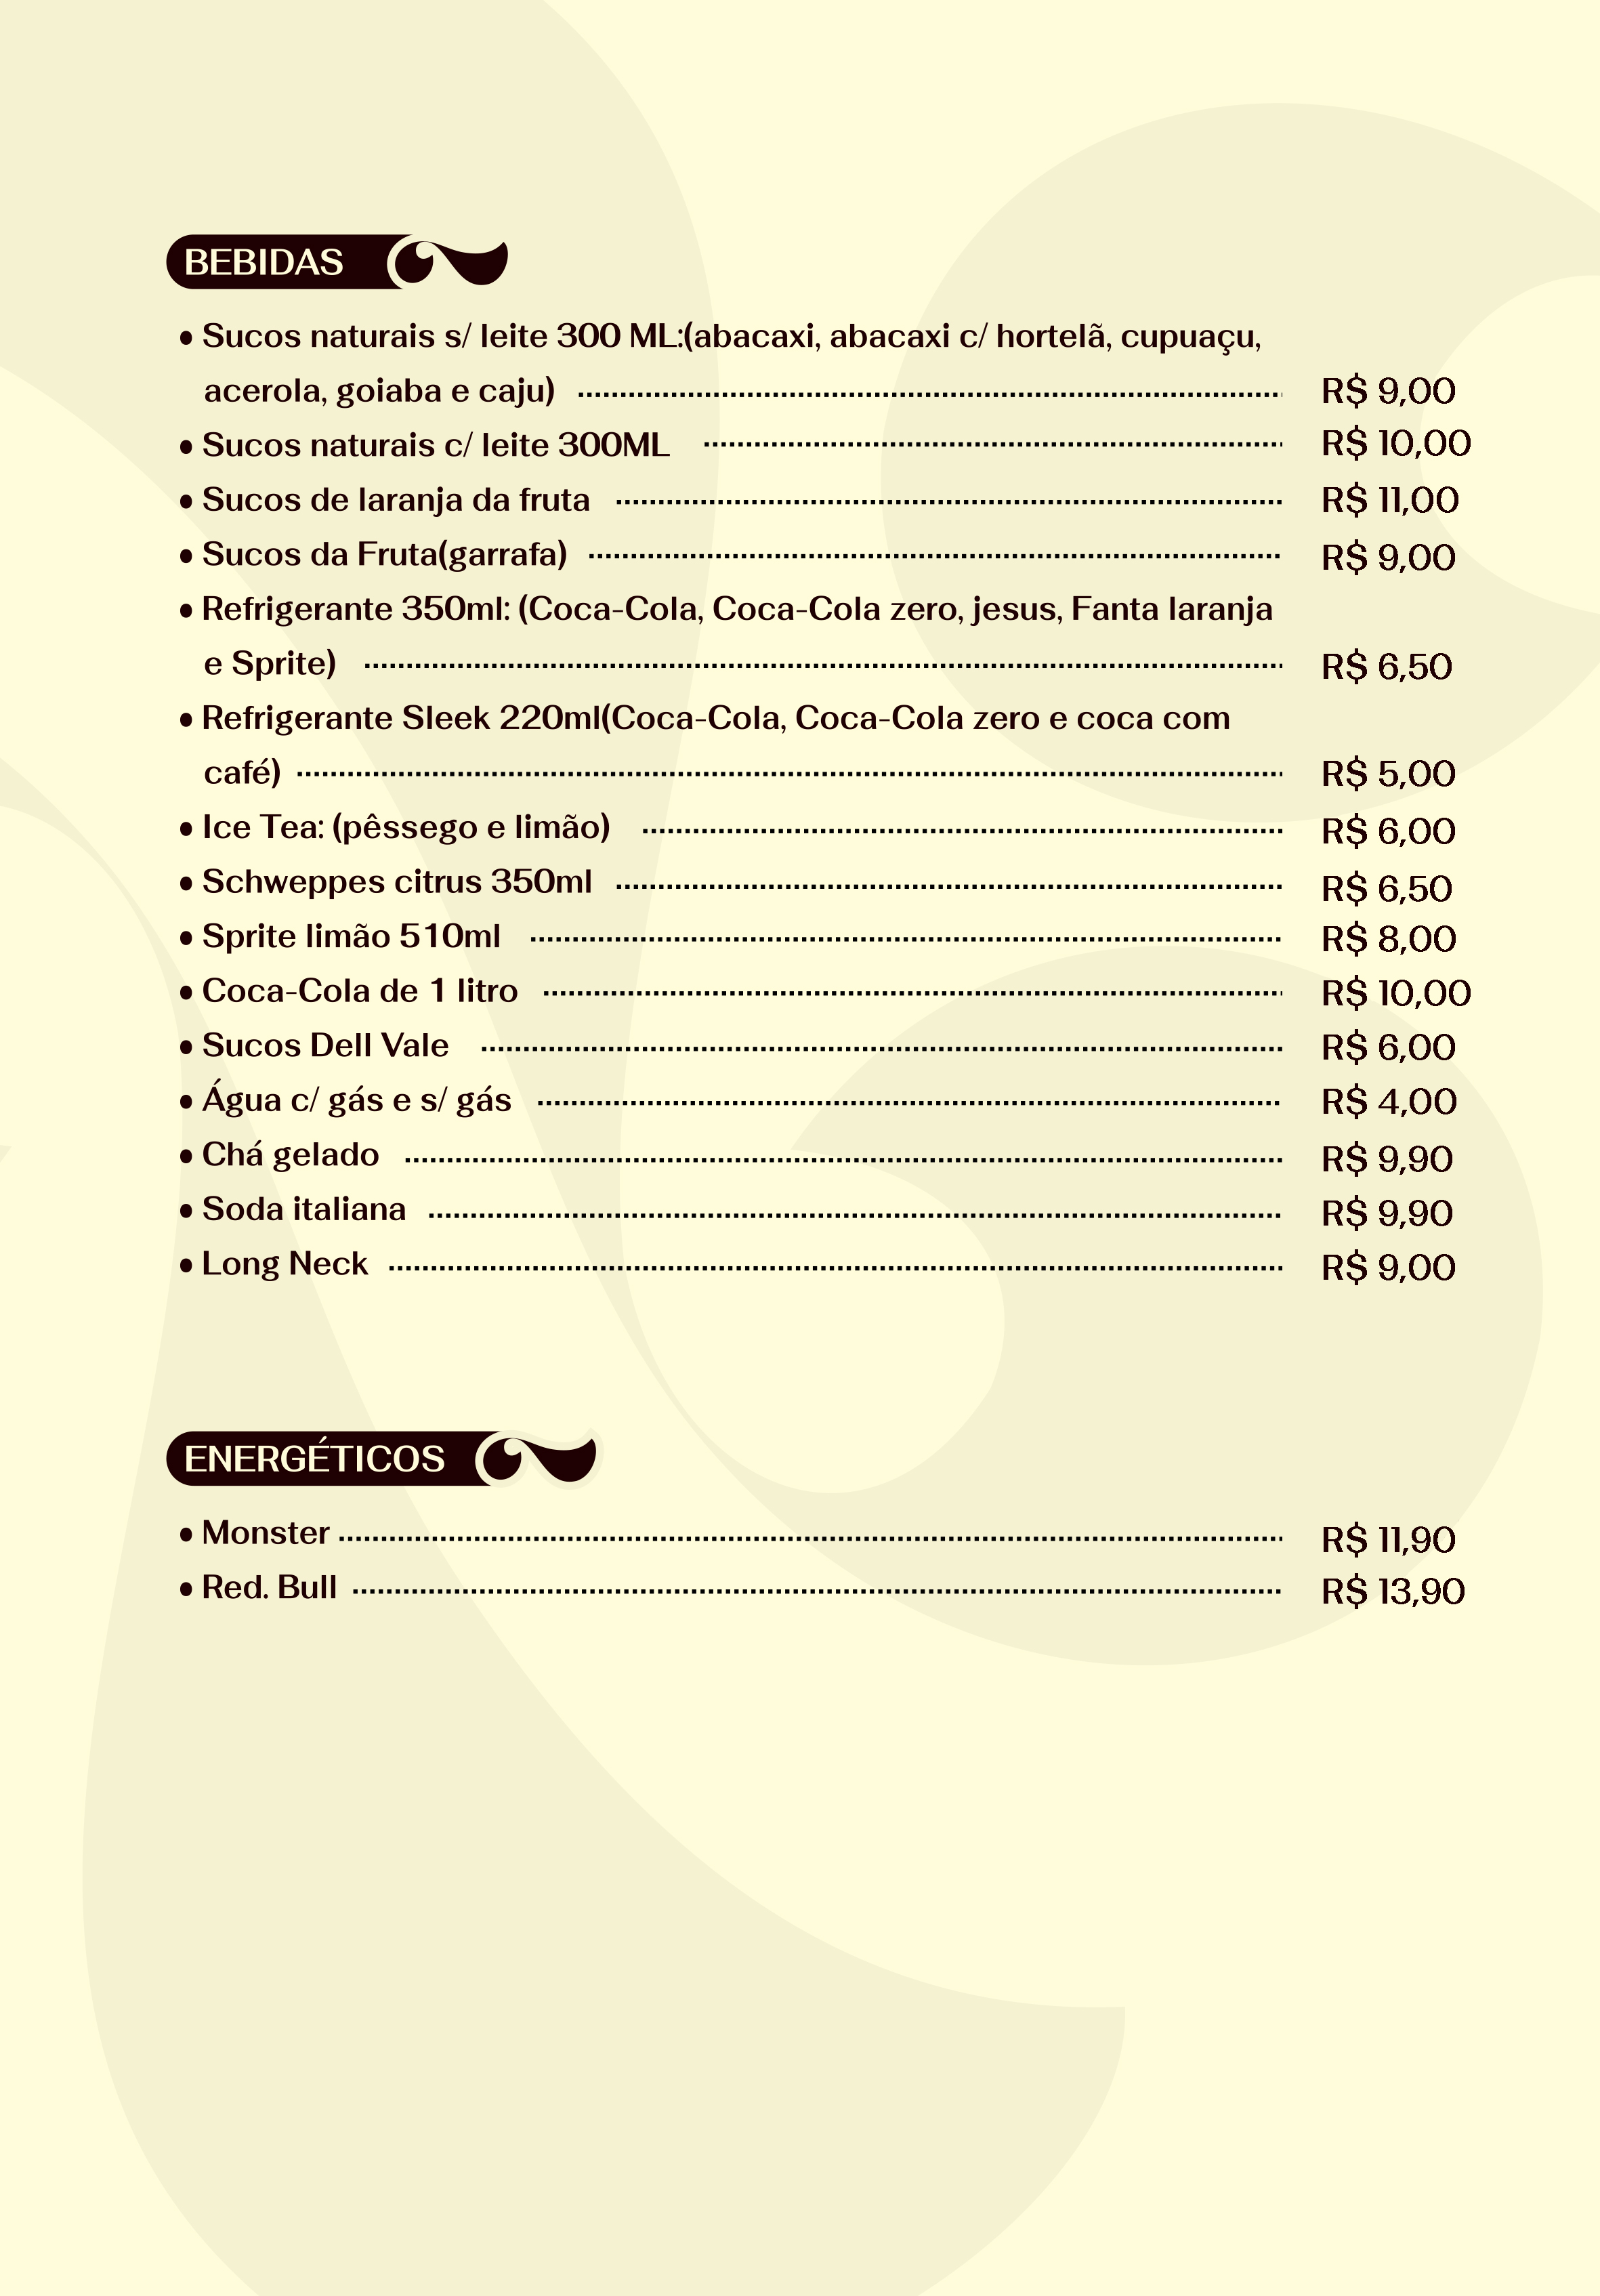 BEBIDAS
• Sucos naturais s/ leite 300 ML:(abacaxi, abacaxi c/ hortelã, cupuaçu,
acerola, goiaba e caju) R$ 9,00
• Sucos naturais c/ leite 300ML R$ 10,00
• Sucos de laranja da fruta R$ 11,00
• Sucos da Fruta(garrafa) R$ 9,00
• Refrigerante 350ml: (Coca-Cola, Coca-Cola zero, jesus, Fanta laranja
e Sprite) R$ 6,50
• Refrigerante Sleek 220ml(Coca-Cola, Coca-Cola zero e coca com
café) R$ 5,00
• Ice Tea: (pêssego e limão) R$ 6,00
• Schweppes citrus 350ml R$ 6,50
• Sprite limão 510ml R$ 8,00
• Coca-Cola de 1 litro R$ 10,00
• Sucos Dell Vale R$ 6,00
• Água c/ gás e s/ gás R$ 4,00
• Chá gelado R$ 9,90
• Soda italiana R$ 9,90
• Long Neck R$ 9,00
ENERGÉTICOS
• Monster R$ 11,90
• Red. Bull R$ 13,90